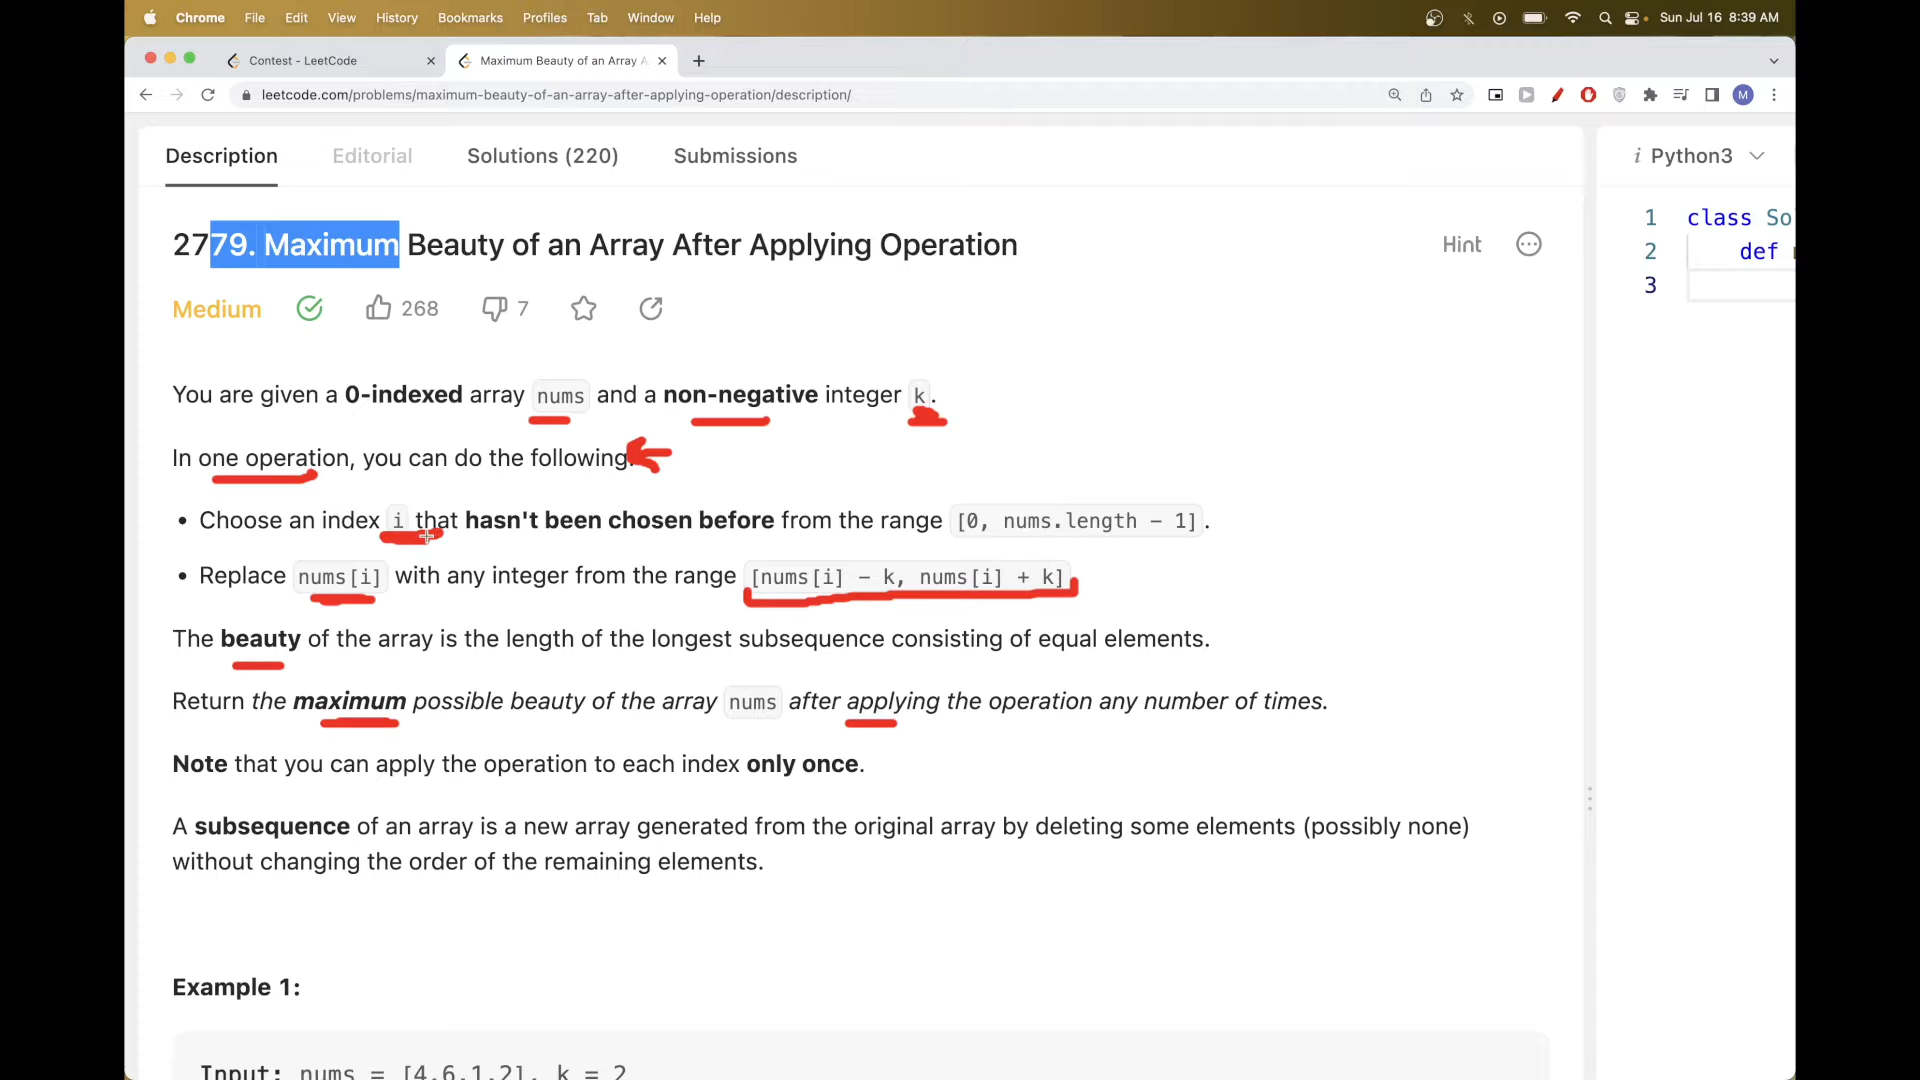 Chrome File Edit View History Bookmarks Profiles Tab Window Help Sun Jul 16 8:39 AM
Contest - LeetCode Maximum Beauty of an Array A
leetcode.com/problems/maximum-beauty-of-an-array-after-applying-operation/description/ M
Description Editorial Solutions (220) Submissions
i Python3
2779. Maximum Beauty of an Array After Applying Operation
Hint
Medium 268 7
1 class So
2 def
3
You are given a 0-indexed array nums and a non-negative integer k.
In one operation, you can do the following:
• Choose an index i that hasn't been chosen before from the range [0, nums.length - 1].
• Replace nums[i] with any integer from the range [nums[i] - k, nums[i] + k]
The beauty of the array is the length of the longest subsequence consisting of equal elements.
Return the maximum possible beauty of the array nums after applying the operation any number of times.
Note that you can apply the operation to each index only once.
A subsequence of an array is a new array generated from the original array by deleting some elements (possibly none)
without changing the order of the remaining elements.
Example 1:
Input: nums = [4,6,1,2], k = 2